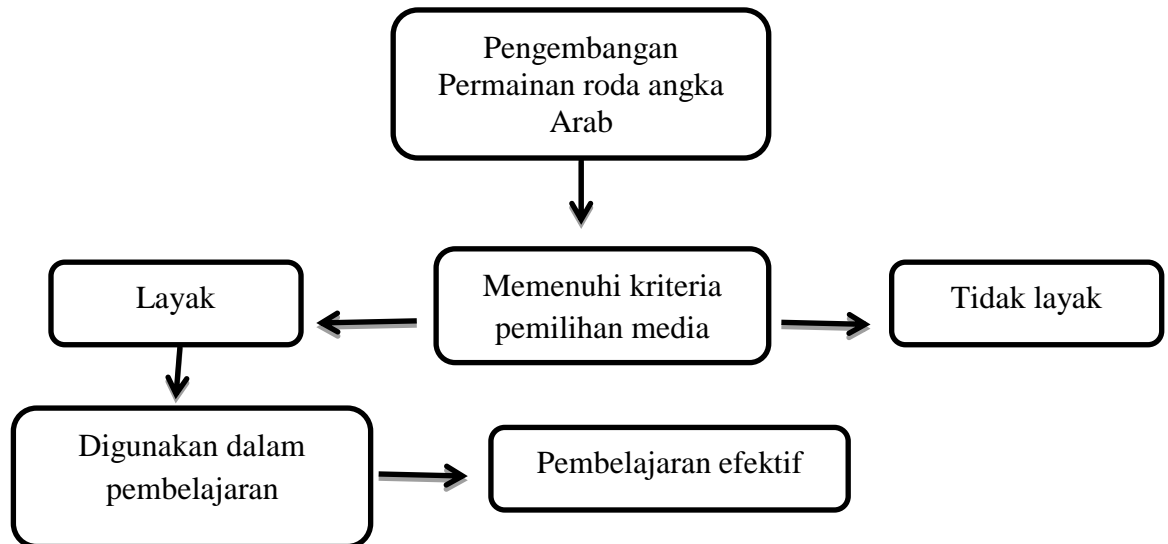 Pengembangan
Permainan roda angka
Arab
Layak
Memenuhi kriteria
pemilihan media
Tidak layak
Digunakan dalam
pembelajaran
Pembelajaran efektif